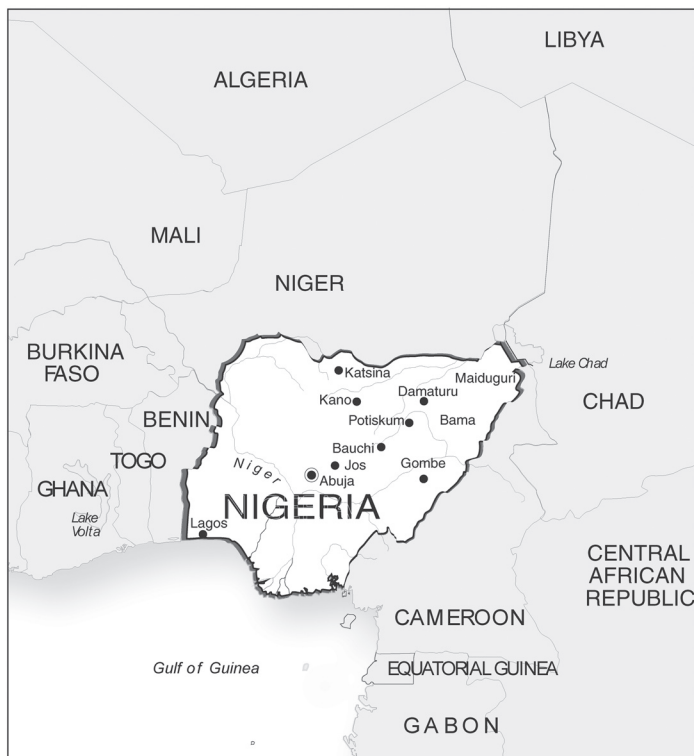 LIBYA
ALGERIA
MALI
NIGER
BURKINA
FASO
Lake Chad
Katsina
Maiduguri
Damaturu
Kano
CHAD
BENIN
Potiskum
Bama
Bauchi
TOGO
Niger
Jos
Gombe
Abuja
GHANA
NIGERIA
Lake
Volta
Lagos
CENTRAL
AFRICAN
REPUBLIC
CAMEROON
Gulf of Guinea
EQUATORIAL GUINEA
GABON